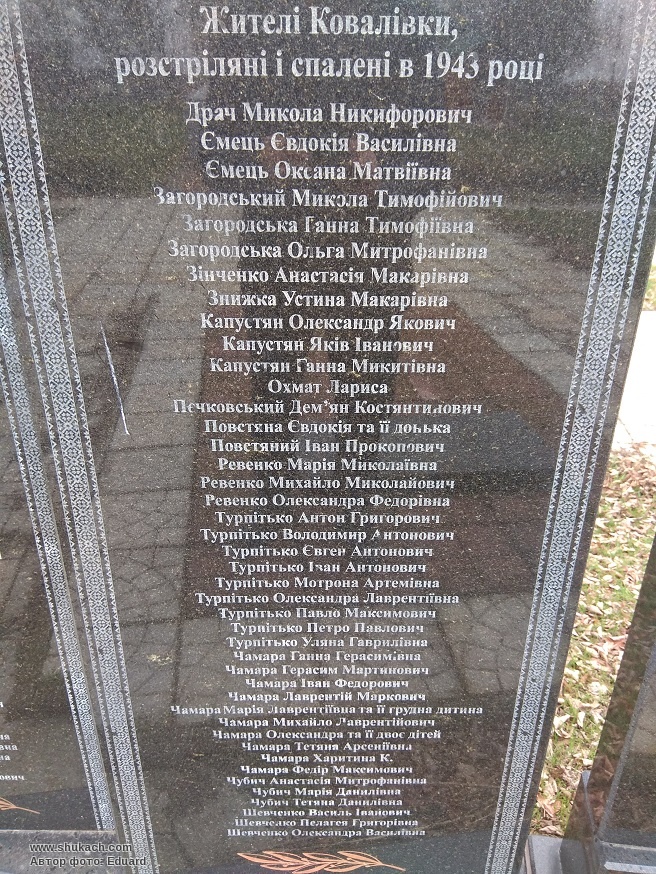 Жителі Ковалівки,
розстріляні і спалені в 1943 році
Драч Микола Никифорович
Ємець Євдокія Василівна
Ємець Оксана Матвіївна
Загородський Микола Тимофійович
Загородська Ганна Тимофіївна
Загородська Ольга Митрофанівна
Зінченко Анастасія Макарівна
Знижка Устина Макарівна
Капустян Олександр Якович
Капустян Яків Іванович
Капустян Ганна Микитівна
Охмат Лариса
Пєчковський Дем'ян Костянтинович
Повстяна Євдокія та її донька
Повстяний Іван Прокопович
Ревенко Марія Миколаївна
Ревенко Михайло Миколайович
Ревенко Олександра Федорівна
Турпітько Антон Григорович
Турпітько Володимир Антонович
Турпітько Євген Антонович
Турпітько Іван Антонович
Турпітько Мотрона Артемівна
Турпітько Олександра Лаврентіївна
Турпітько Павло Максимович
Турпітько Петро Павлович
Турпітько Уляна Гаврилівна
Чамара Ганна Герасимівна
Чамара Герасим Мартинович
Чамара Іван Федорович
Чамара Лаврентій Маркович
Чамара Марія Лаврентіївна та її грудна дитина
Чамара Михайло Лаврентійович
Чамара Олександра та її двоє дітей
Чамара Тетяна Арсеніївна
Чамара Харитина К.
Чамара Федір Максимович
Чубич Анастасія Митрофанівна
Чубич Марія Данилівна
Чубич Тетяна Данилівна
Шевченко Василь Іванович
Шевченко Пелагея Григорівна
Шевченко Олександра Василівна
www.shukach.com
Автор фото: Eduard